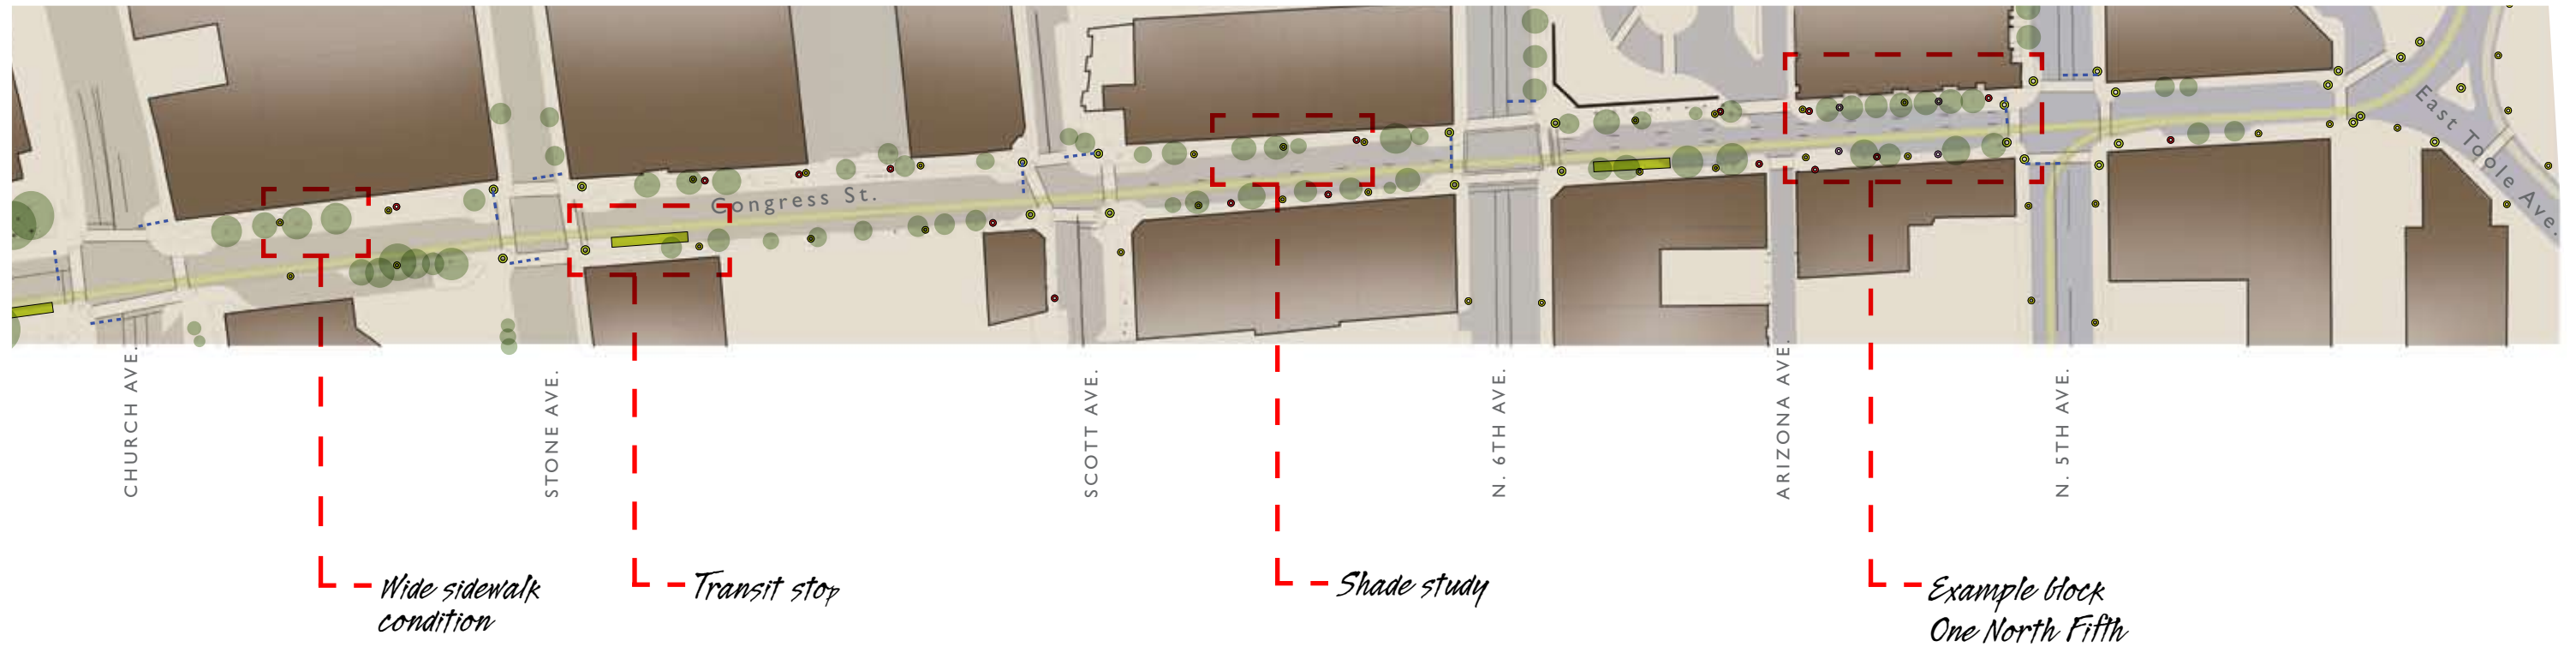 Congress St.
East Toole Ave.
CHURCH AVE.
STONE AVE.
SCOTT AVE.
N. 6TH AVE.
ARIZONA AVE.
N. 5TH AVE.
Wide sidewalk
condition
Transit stop
Shade study
Example block
One North Fifth